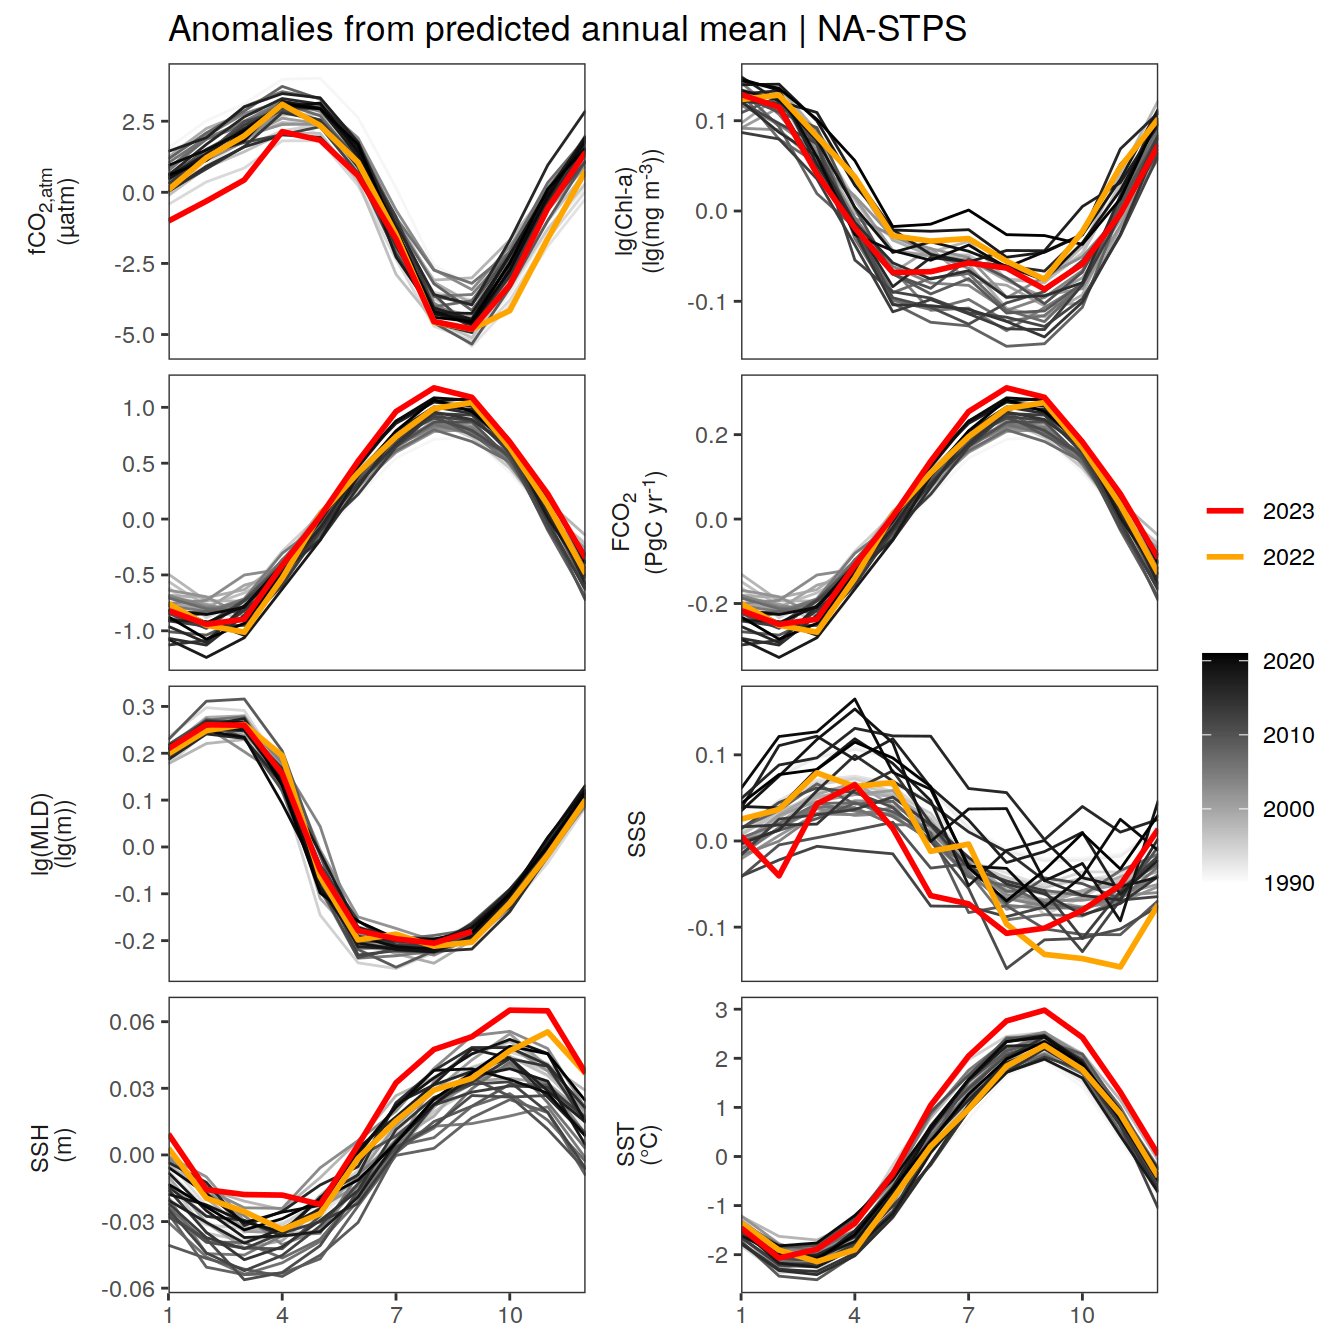 Anomalies from predicted annual mean | NA-STPS
fCO2,atm
(µatm)
2.5
0.0
-2.5
-5.0
lg(Chl-a)
(lg(mg m-3))
0.1
0.0
-0.1
1.0
0.5
0.0
-0.5
-1.0
FCO2
(PgC yr-1)
0.2
0.0
-0.2
lg(MLD)
(lg(m))
0.3
0.2
0.1
0.0
-0.1
-0.2
SSS
0.1
0.0
-0.1
SSH
(m)
0.06
0.03
0.00
-0.03
-0.06
1 4 7 10
SST
(°C)
3
2
1
0
-1
-2
1 4 7 10
2023
2022
2020
2010
2000
1990